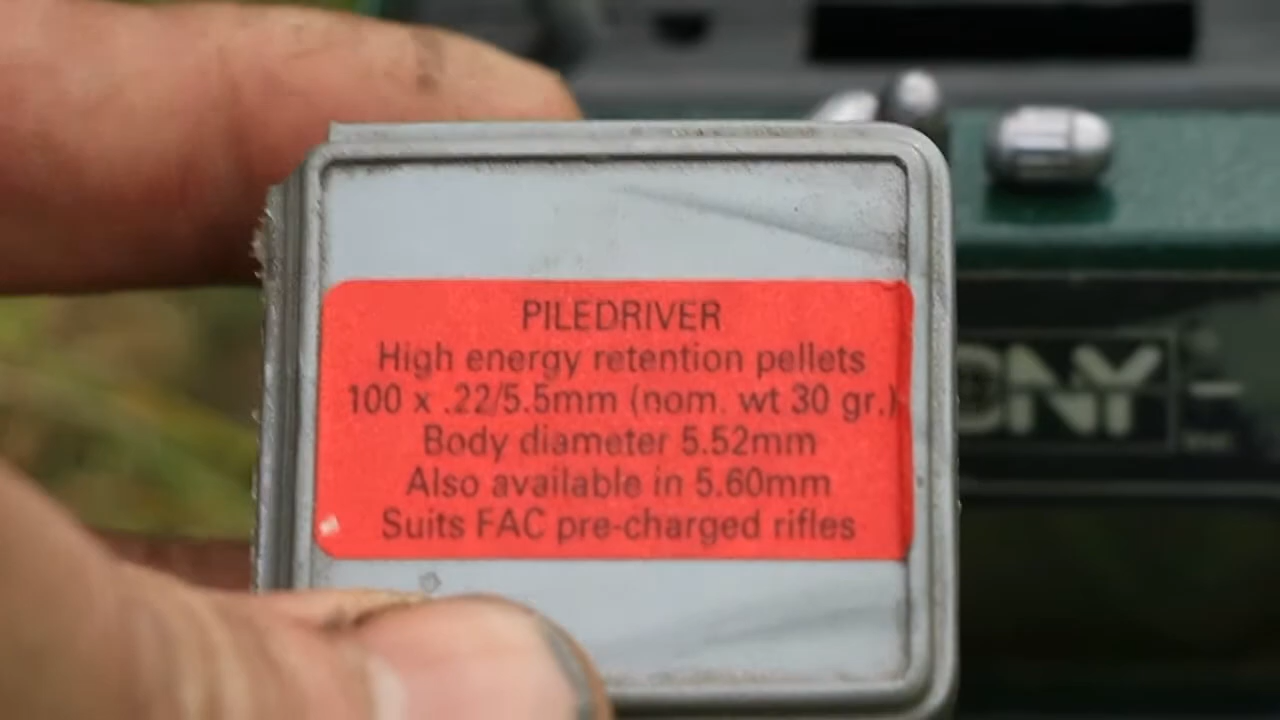 PILEDRIVER
High energy retention pellets
100 x .22/5.5mm (nom. wt 30 gr.)
Body diameter 5.52mm
Also available in 5.60mm
Suits FAC pre-charged rifles